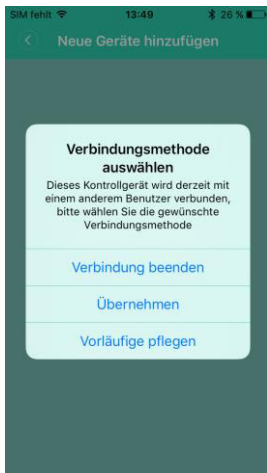 SIM fehlt 13:49 26 %
Neue Geräte hinzufügen
Verbindungsmethode
auswählen
Dieses Kontrollgerät wird derzeit mit
einem anderem Benutzer verbunden,
bitte wählen Sie die gewünschte
Verbindungsmethode
Verbindung beenden
Übernehmen
Vorläufige pflegen